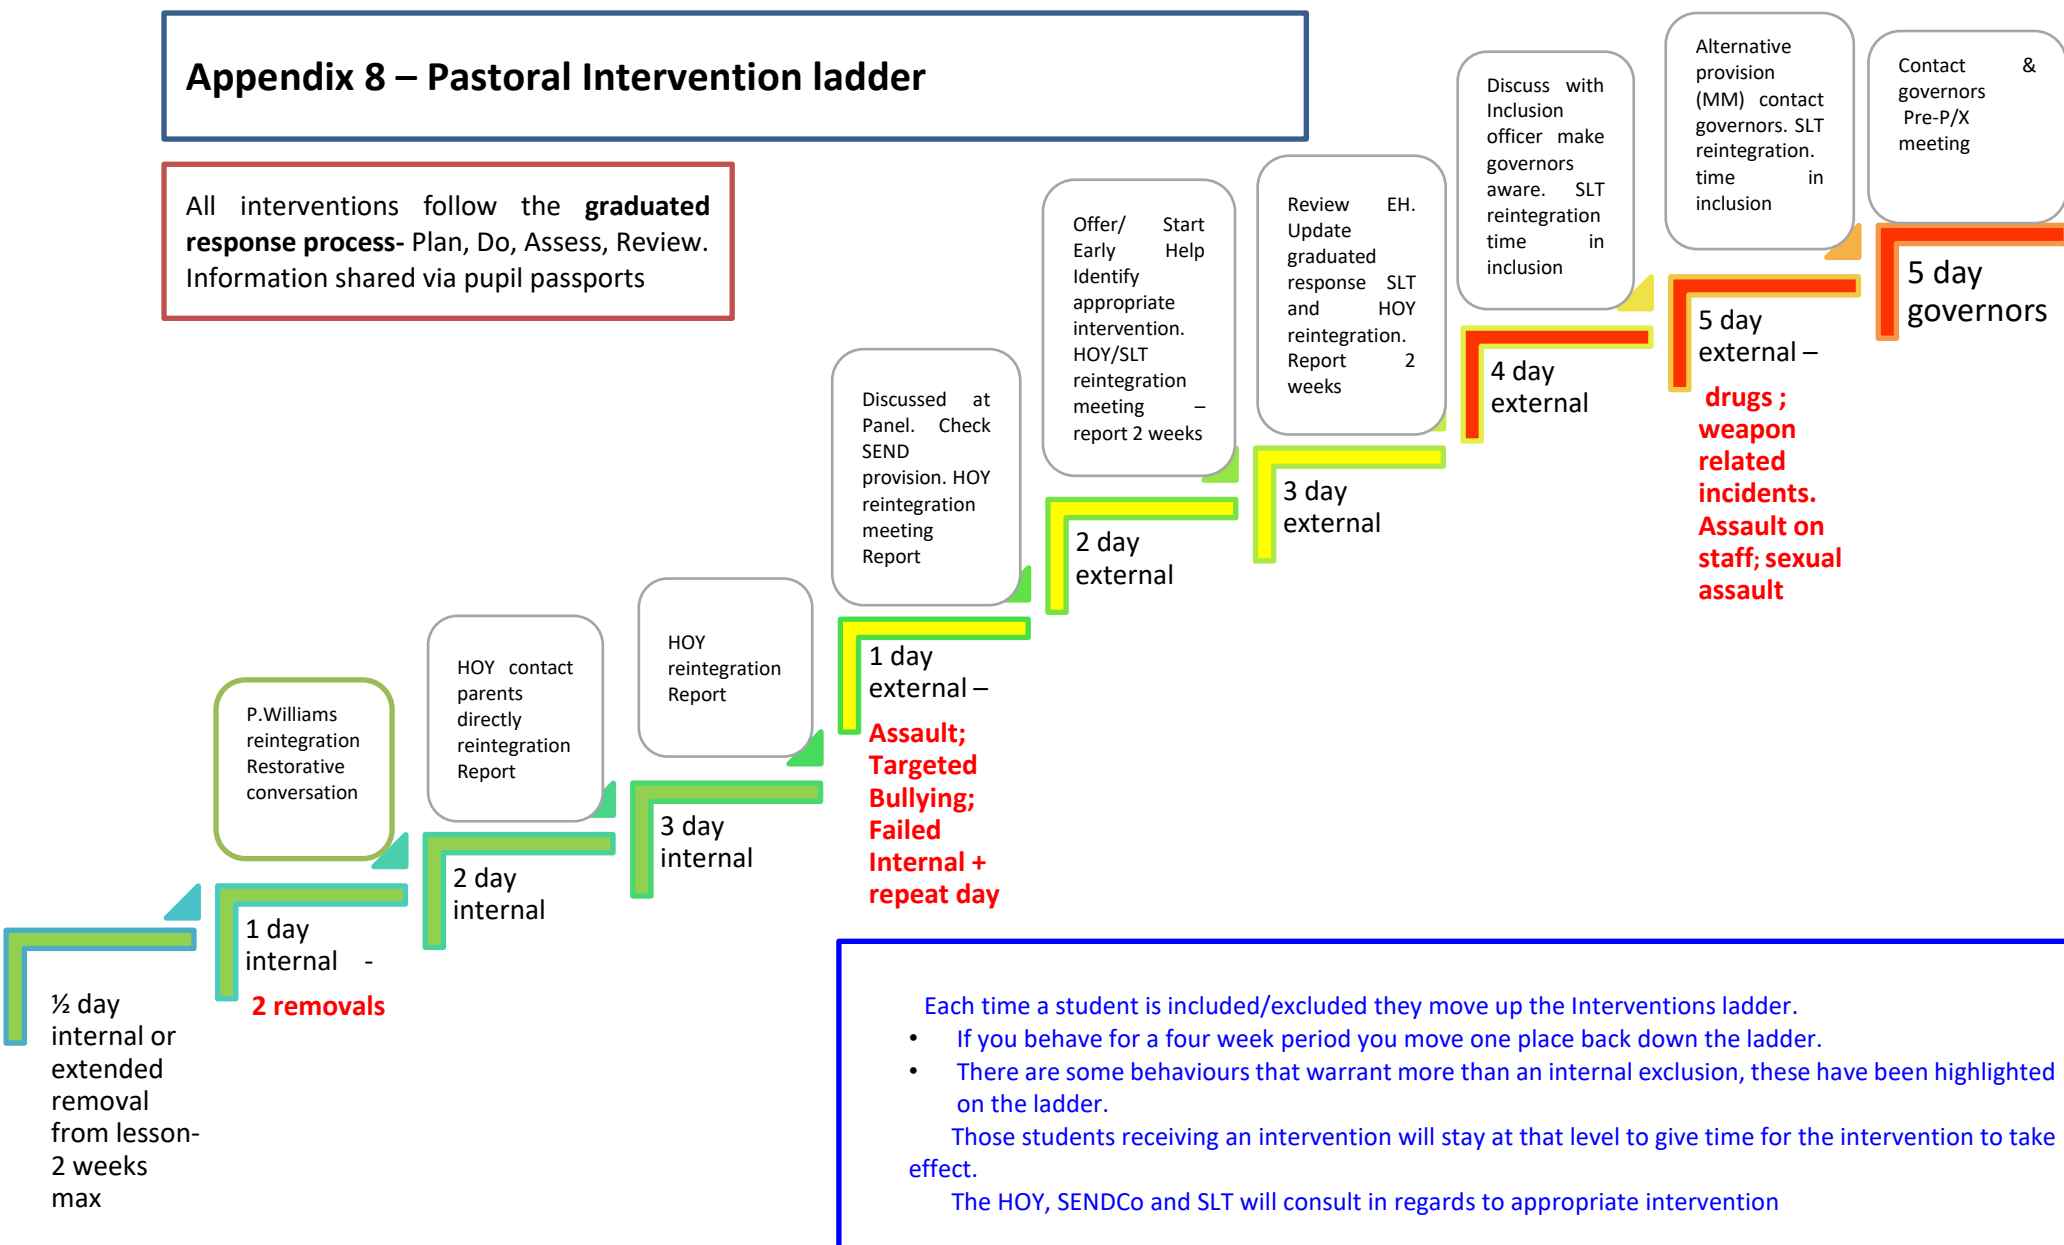 Appendix 8 – Pastoral Intervention ladder
All interventions follow the graduated
response process- Plan, Do, Assess, Review.
Information shared via pupil passports
½ day
internal or
extended
removal
from lesson-
2 weeks
max
P.Williams
reintegration
Restorative
conversation
1 day
internal -
2 removals
HOY contact
parents
directly
reintegration
Report
2 day
internal
HOY
reintegration
Report
3 day
internal
Discussed at
Panel. Check
SEND
provision. HOY
reintegration
meeting
Report
1 day
external –
Assault;
Targeted
Bullying;
Failed
Internal +
repeat day
Offer/ Start
Early Help
Identify
appropriate
intervention.
HOY/SLT
reintegration
meeting –
report 2 weeks
2 day
external
Review EH.
Update
graduated
response SLT
and HOY
reintegration.
Report 2
weeks
3 day
external
Discuss with
Inclusion
officer make
governors
aware. SLT
reintegration
time in
inclusion
4 day
external
Alternative
provision
(MM) contact
governors. SLT
reintegration.
time in
inclusion
5 day
external –
drugs ;
weapon
related
incidents.
Assault on
staff; sexual
assault
Contact &
governors
Pre-P/X
meeting
5 day
governors
Each time a student is included/excluded they move up the Interventions ladder.
• If you behave for a four week period you move one place back down the ladder.
• There are some behaviours that warrant more than an internal exclusion, these have been highlighted
on the ladder.
Those students receiving an intervention will stay at that level to give time for the intervention to take
effect.
The HOY, SENDCo and SLT will consult in regards to appropriate intervention